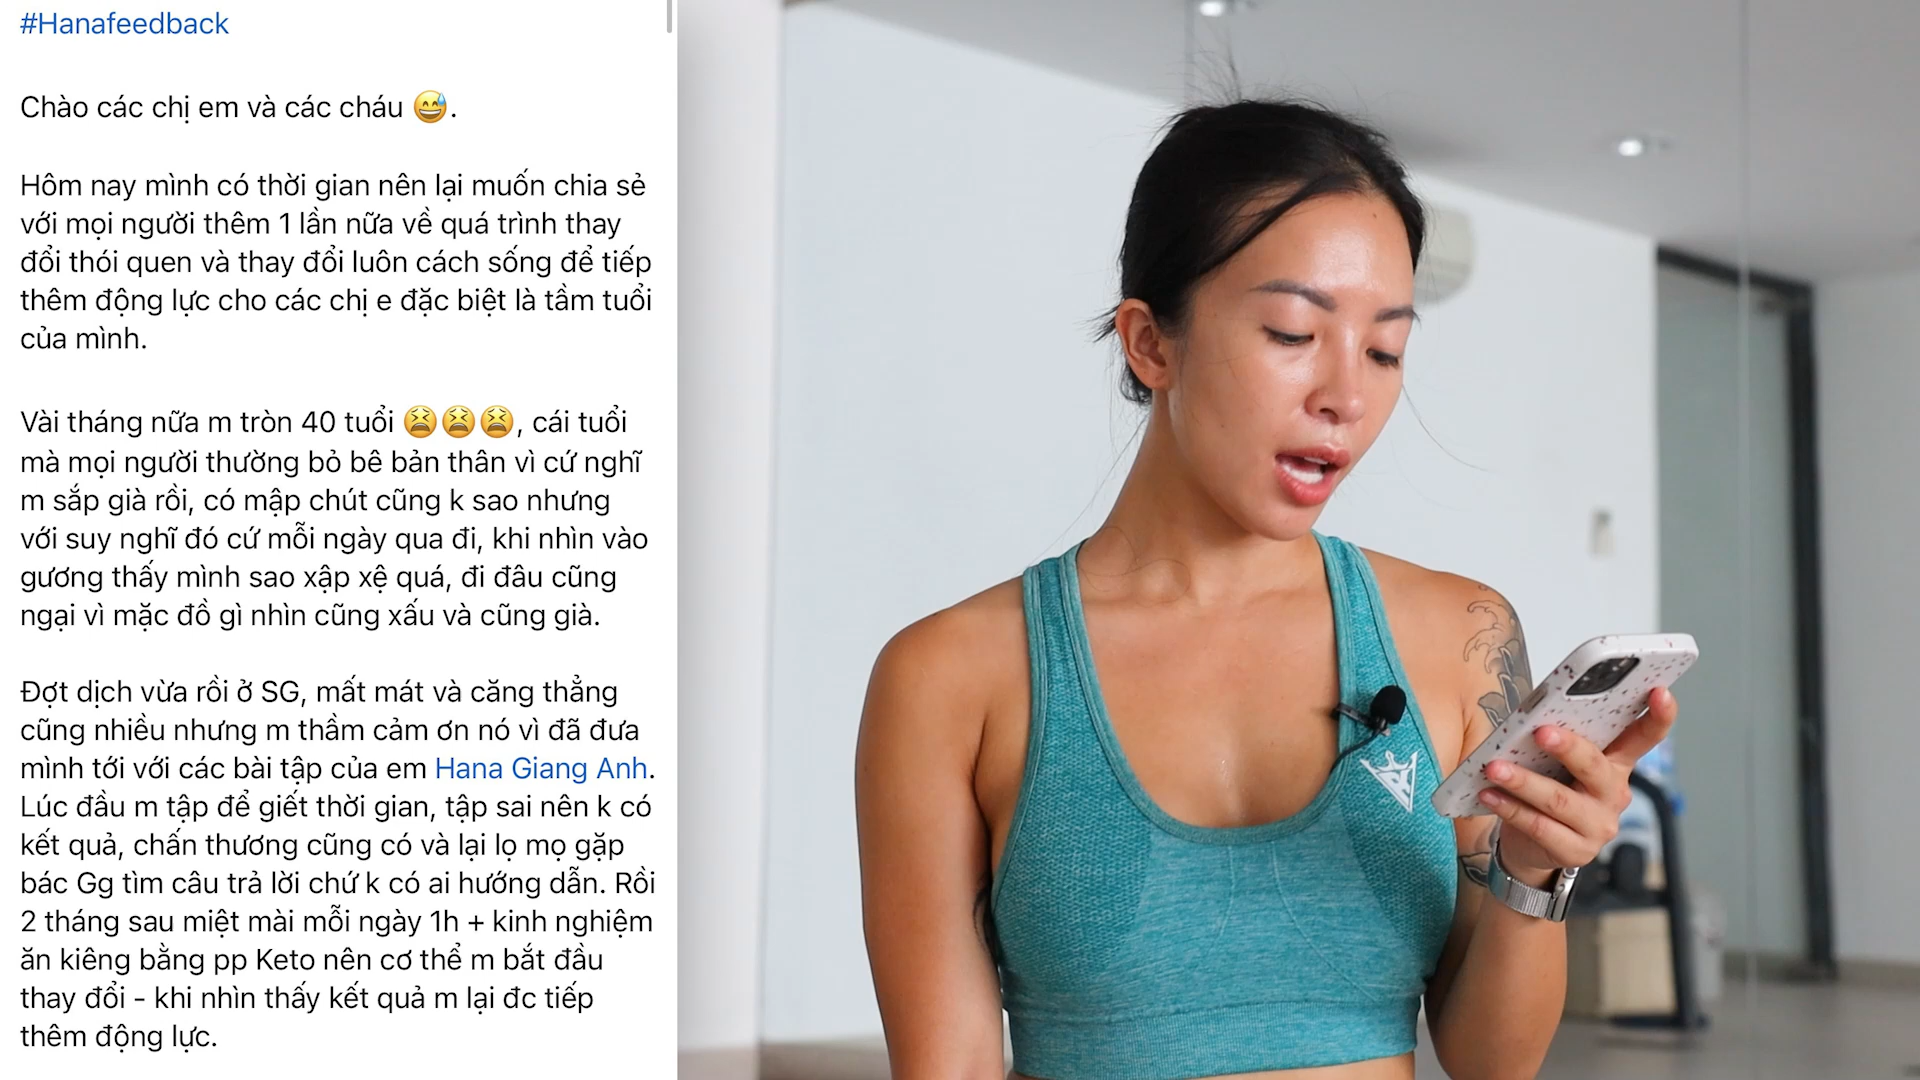 #Hanafeedback
Chào các chị em và các cháu 😅.
Hôm nay mình có thời gian nên lại muốn chia sẻ
với mọi người thêm 1 lần nữa về quá trình thay
đổi thói quen và thay đổi luôn cách sống để tiếp
thêm động lực cho các chị e đặc biệt là tầm tuổi
của mình.
Vài tháng nữa m tròn 40 tuổi 😫😫😫, cái tuổi
mà mọi người thường bỏ bê bản thân vì cứ nghĩ
m sắp già rồi, có mập chút cũng k sao nhưng
với suy nghĩ đó cứ mỗi ngày qua đi, khi nhìn vào
gương thấy mình sao xập xệ quá, đi đâu cũng
ngại vì mặc đồ gì nhìn cũng xấu và cũng già.
Đợt dịch vừa rồi ở SG, mất mát và căng thẳng
cũng nhiều nhưng m thầm cảm ơn nó vì đã đưa
mình tới với các bài tập của em Hana Giang Anh.
Lúc đầu m tập để giết thời gian, tập sai nên k có
kết quả, chấn thương cũng có và lại lọ mọ gặp
bác Gg tìm câu trả lời chứ k có ai hướng dẫn. Rồi
2 tháng sau miệt mài mỗi ngày 1h + kinh nghiệm
ăn kiêng bằng pp Keto nên cơ thể m bắt đầu
thay đổi - khi nhìn thấy kết quả m lại đc tiếp
thêm động lực.